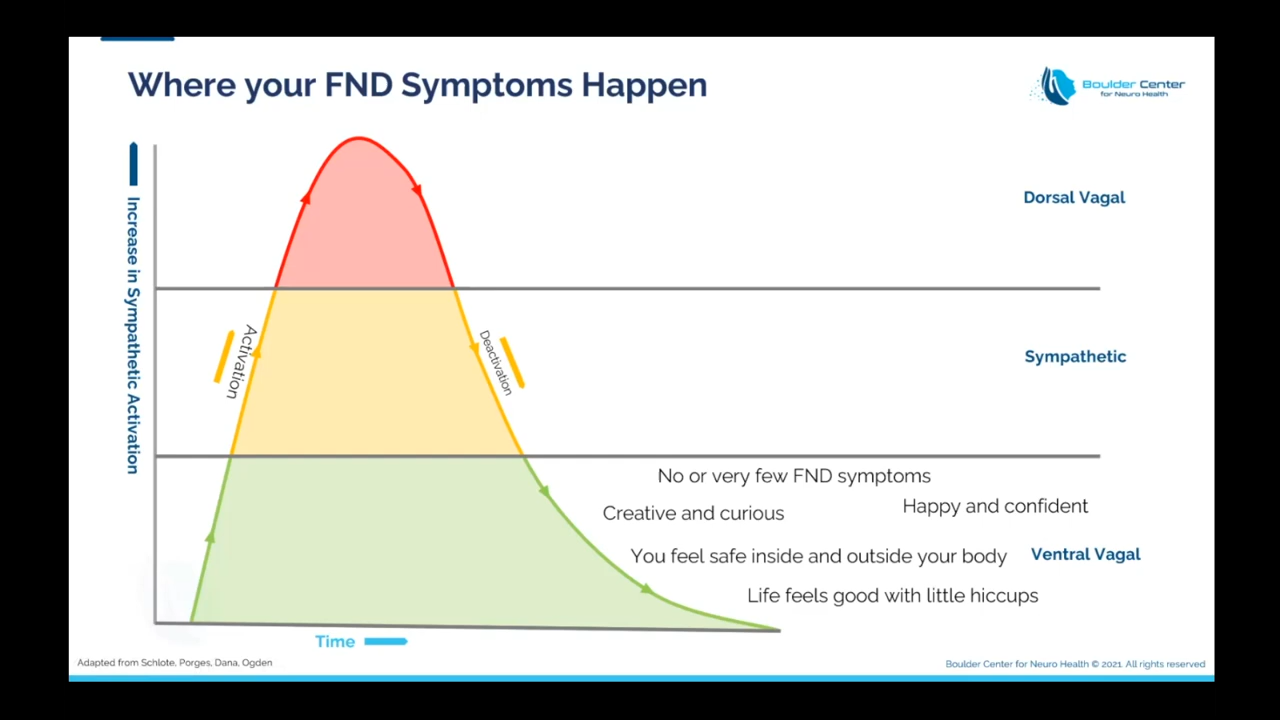 Where your FND Symptoms Happen
Boulder Center
for Neuro Health
Increase in Sympathetic Activation
Dorsal Vagal
Activation
Deactivation
Sympathetic
No or very few FND symptoms
Creative and curious
Happy and confident
You feel safe inside and outside your body
Ventral Vagal
Life feels good with little hiccups
Time
Adapted from Schlote, Porges, Dana, Ogden
Boulder Center for Neuro Health © 2021. All rights reserved